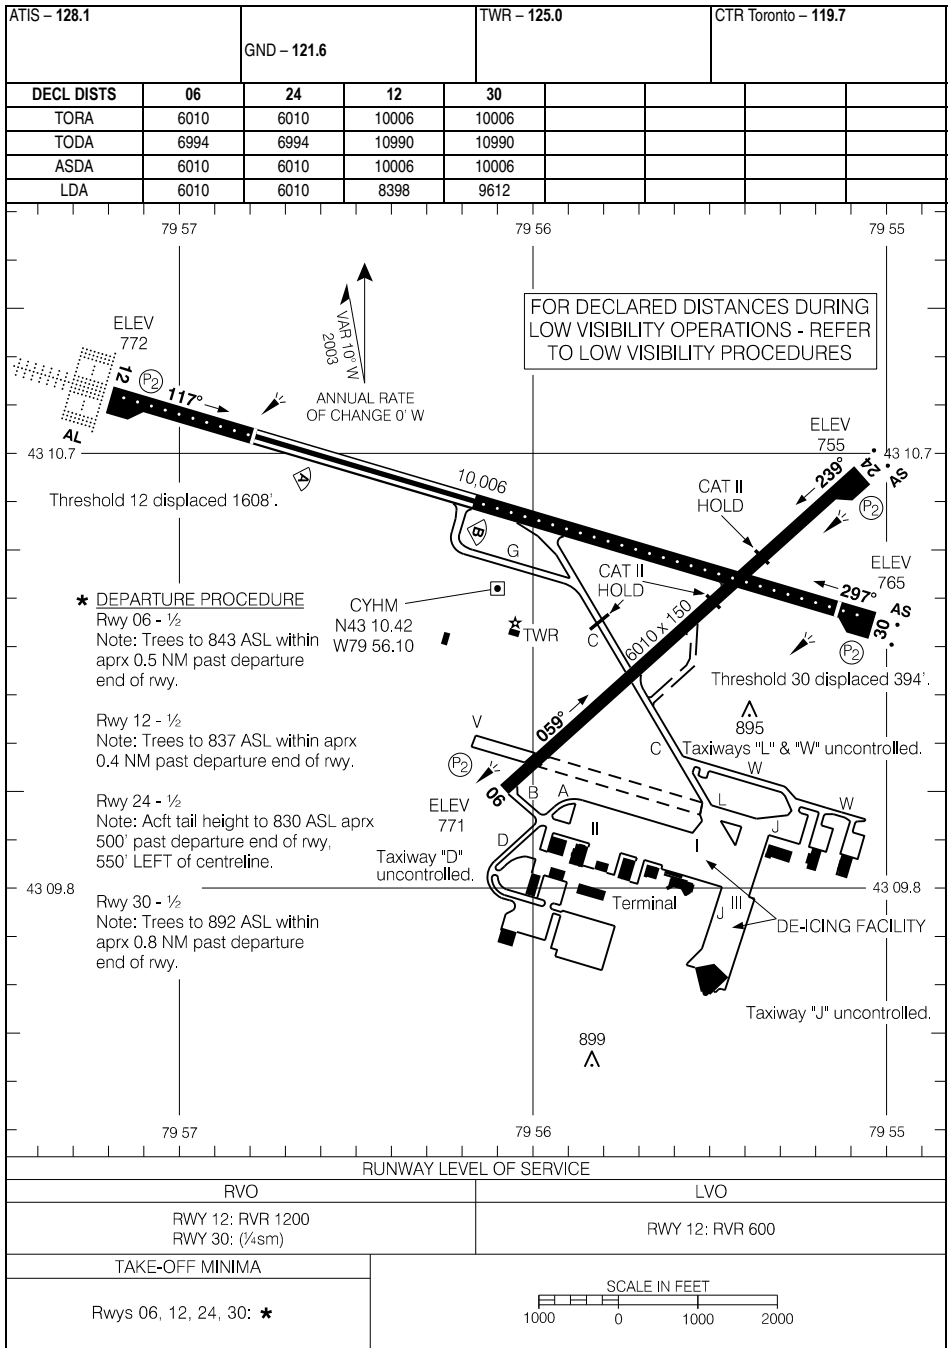 ATIS – 128.1
GND – 121.6
TWR – 125.0
CTR Toronto – 119.7
DECL DISTS 06 24 12 30
TORA 6010 6010 10006 10006
TODA 6994 6994 10990 10990
ASDA 6010 6010 10006 10006
LDA 6010 6010 8398 9612
79 57 79 56 79 55
FOR DECLARED DISTANCES DURING
LOW VISIBILITY OPERATIONS - REFER
TO LOW VISIBILITY PROCEDURES
VAR 10° W
2003
ANNUAL RATE
OF CHANGE 0' W
ELEV
772
12
P2
117°
AL
43 10.7
43 10.7
A
Threshold 12 displaced 1608'.
10,006
ELEV
755
239°
24
AS
P2
CAT II
HOLD
B
G
CAT II
HOLD
ELEV
765
297°
AS
30
P2
CYHM
N43 10.42
W79 56.10
TWR
C
6010 x 150
Threshold 30 displaced 394'.
* DEPARTURE PROCEDURE
Rwy 06 - ½
Note: Trees to 843 ASL within
aprx 0.5 NM past departure
end of rwy.
Rwy 12 - ½
Note: Trees to 837 ASL within aprx
0.4 NM past departure end of rwy.
Rwy 24 - ½
Note: Acft tail height to 830 ASL aprx
500' past departure end of rwy,
550' LEFT of centreline.
Rwy 30 - ½
Note: Trees to 892 ASL within
aprx 0.8 NM past departure
end of rwy.
895
Taxiways "L" & "W" uncontrolled.
V
059°
C
W
P2
06
B
A
L
W
ELEV
771
J
D
II
I
Taxiway "D"
uncontrolled.
43 09.8
43 09.8
Terminal
J
III
DE-ICING FACILITY
Taxiway "J" uncontrolled.
899
79 57 79 56 79 55
RUNWAY LEVEL OF SERVICE
RVO
LVO
RWY 12: RVR 1200
RWY 30: (¼sm)
RWY 12: RVR 600
TAKE-OFF MINIMA
Rwys 06, 12, 24, 30: *
SCALE IN FEET
1000 0 1000 2000